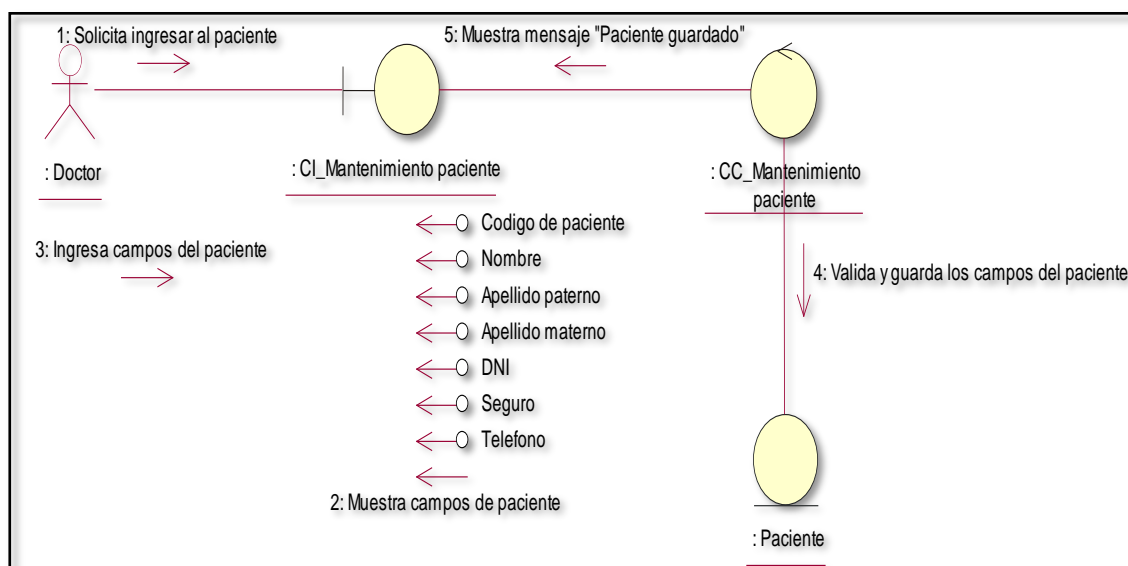 1: Solicita ingresar al paciente
5: Muestra mensaje "Paciente guardado"
: Doctor
: CI_Mantenimiento paciente
: CC_Mantenimiento
paciente
Codigo de paciente
3: Ingresa campos del paciente
Nombre
4: Valida y guarda los campos del paciente
Apellido paterno
Apellido materno
DNI
Seguro
Telefono
2: Muestra campos de paciente
: Paciente